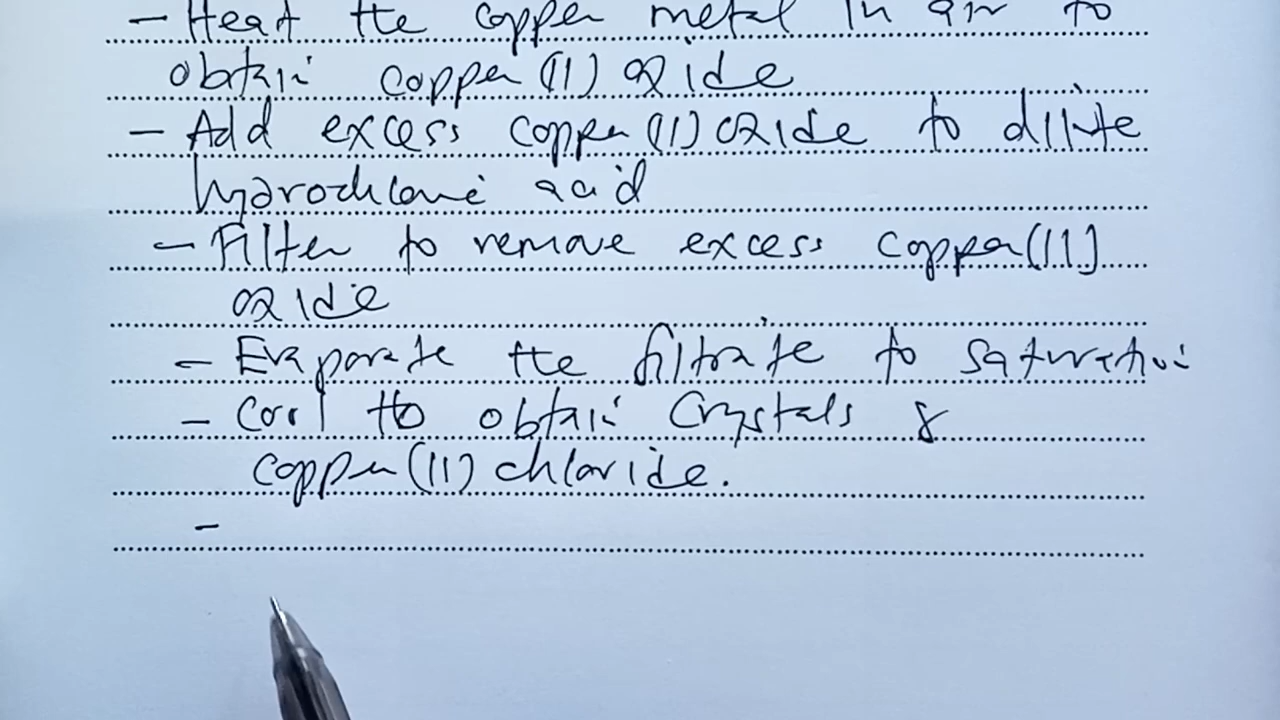 - Heat the copper metal in air to
obtain copper (II) oxide
- Add excess copper (II) oxide to dilute
hydrochloric acid
- Filter to remove excess copper (II)
oxide
- Evaporate the filtrate to saturation
- Cool to obtain crystals of
copper (II) chloride.
-